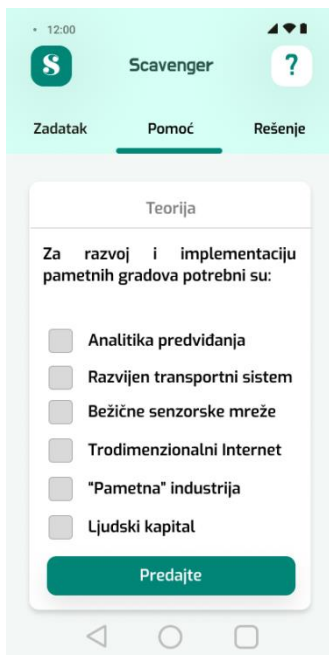 12:00
S
Scavenger
?
Zadatak Pomoć Rešenje
Teorija
Za razvoj i implementaciju
pametnih gradova potrebni su:
Analitika predviđanja
Razvijen transportni sistem
Bežične senzorske mreže
Trodimenzionalni Internet
"Pametna" industrija
Ljudski kapital
Predajte